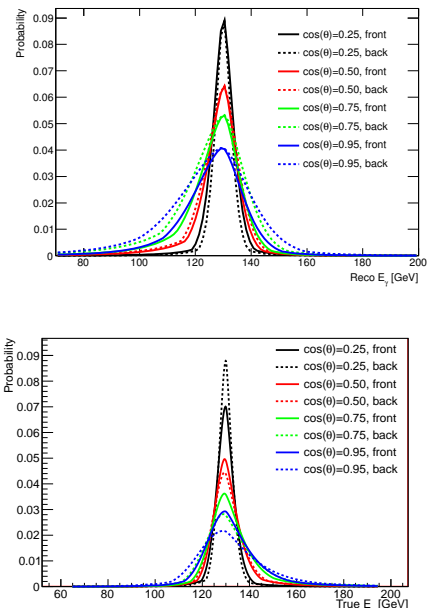 Probability
0.09
0.08
0.07
0.06
0.05
0.04
0.03
0.02
0.01
0
cos(θ)=0.25, front
cos(θ)=0.25, back
cos(θ)=0.50, front
cos(θ)=0.50, back
cos(θ)=0.75, front
cos(θ)=0.75, back
cos(θ)=0.95, front
cos(θ)=0.95, back
80 100 120 140 160 180 200
Reco Eγ [GeV]
Probability
0.09
0.08
0.07
0.06
0.05
0.04
0.03
0.02
0.01
0
cos(θ)=0.25, front
cos(θ)=0.25, back
cos(θ)=0.50, front
cos(θ)=0.50, back
cos(θ)=0.75, front
cos(θ)=0.75, back
cos(θ)=0.95, front
cos(θ)=0.95, back
60 80 100 120 140 160 180 200
True E [GeV]